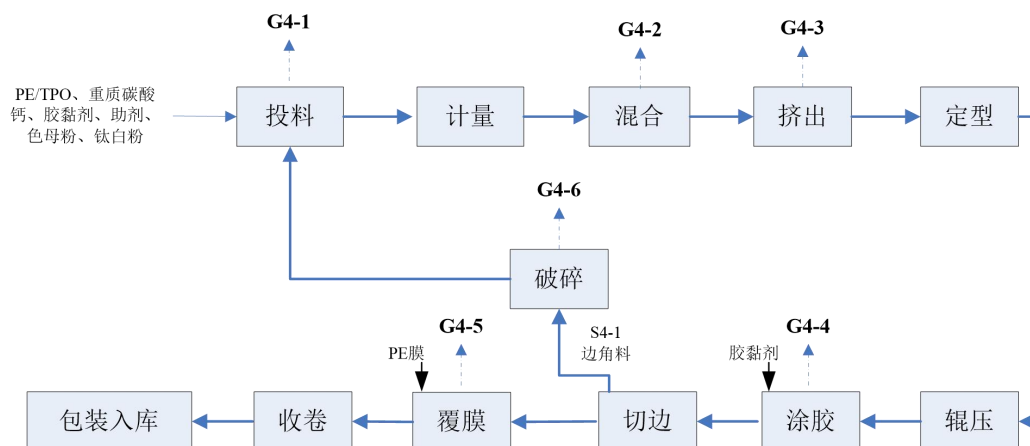 G4-1
G4-2
G4-3
PE/TPO、重质碳酸
钙、胶黏剂、助剂、
色母粉、钛白粉
投料
计量
混合
挤出
定型
G4-6
破碎
S4-1
边角料
G4-5
G4-4
PE膜
胶黏剂
包装入库
收卷
覆膜
切边
涂胶
辊压